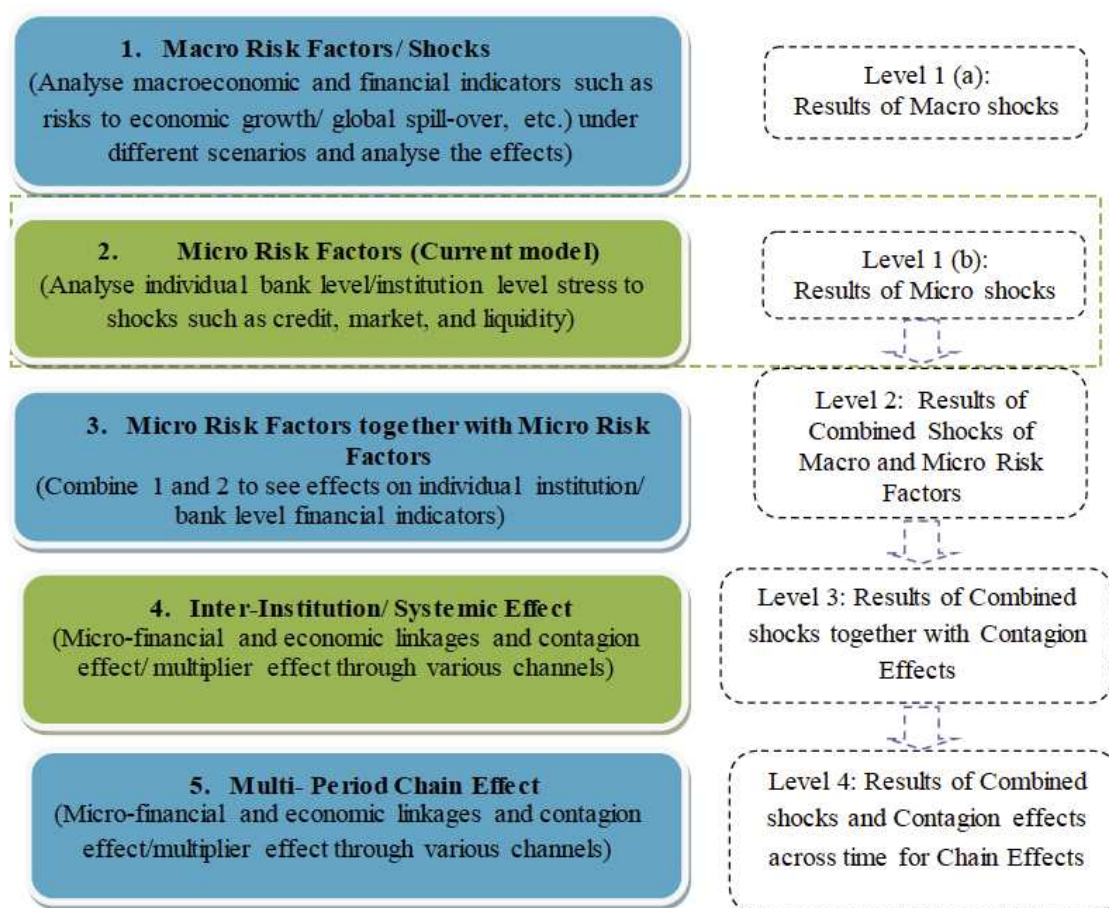 1. Macro Risk Factors/ Shocks
(Analyse macroeconomic and financial indicators such as
risks to economic growth/ global spill-over, etc.) under
different scenarios and analyse the effects)
Level 1 (a):
Results of Macro shocks
2. Micro Risk Factors (Current model)
(Analyse individual bank level/institution level stress to
shocks such as credit, market, and liquidity)
Level 1 (b):
Results of Micro shocks
3. Micro Risk Factors together with Micro Risk
Factors
(Combine 1 and 2 to see effects on individual institution/
bank level financial indicators)
Level 2: Results of
Combined Shocks of
Macro and Micro Risk
Factors
4. Inter-Institution/ Systemic Effect
(Micro-financial and economic linkages and contagion
effect/ multiplier effect through various channels)
Level 3: Results of Combined
shocks together with Contagion
Effects
5. Multi- Period Chain Effect
(Micro-financial and economic linkages and contagion
effect/multiplier effect through various channels)
Level 4: Results of Combined
shocks and Contagion effects
across time for Chain Effects